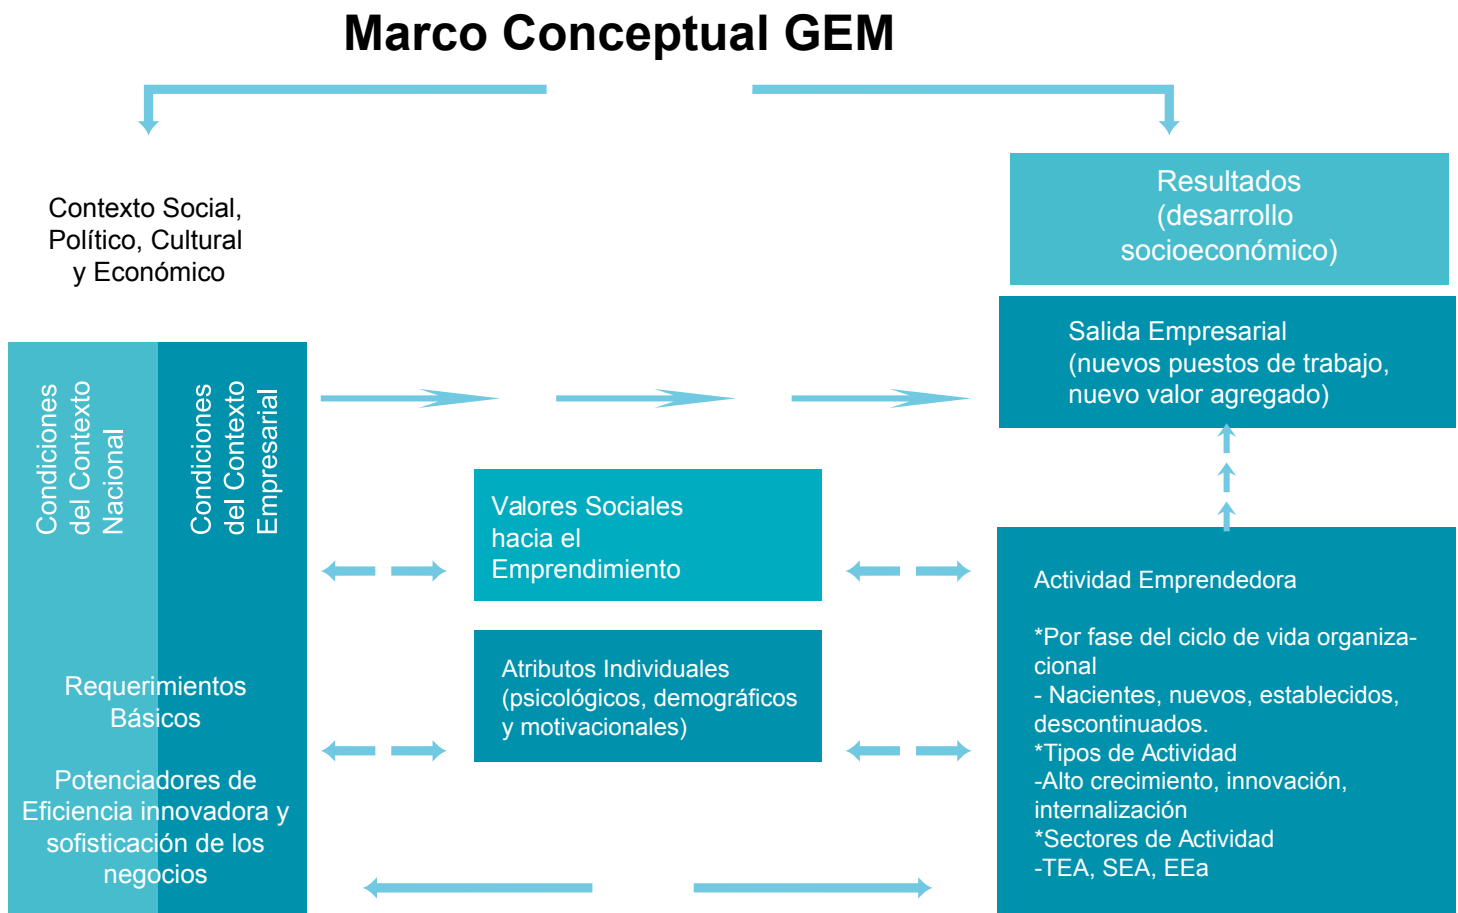 Marco Conceptual GEM
Contexto Social,
Político, Cultural
y Económico
Condiciones
del Contexto
Nacional
Condiciones
del Contexto
Empresarial
Requerimientos
Básicos
Potenciadores de
Eficiencia innovadora y
sofisticación de los
negocios
Valores Sociales
hacia el
Emprendimiento
Atributos Individuales
(psicológicos, demográficos
y motivacionales)
Resultados
(desarrollo
socioeconómico)
Salida Empresarial
(nuevos puestos de trabajo,
nuevo valor agregado)
Actividad Emprendedora
*Por fase del ciclo de vida organiza-
cional
- Nacientes, nuevos, establecidos,
descontinuados.
*Tipos de Actividad
-Alto crecimiento, innovación,
internalización
*Sectores de Actividad
-TEA, SEA, EEa